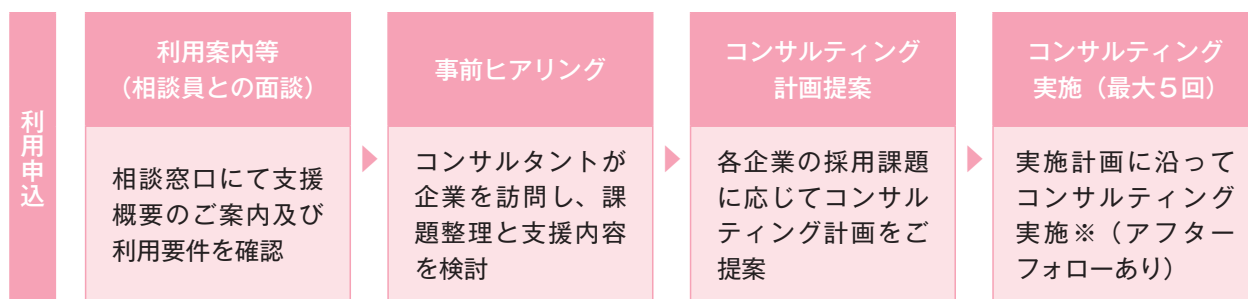 利用申込
利用案内等
（相談員との面談）
相談窓口にて支援
概要のご案内及び
利用要件を確認
事前ヒアリング
コンサルタントが
企業を訪問し、課
題整理と支援内容
を検討
コンサルティング
計画提案
各企業の採用課題
に応じてコンサル
ティング計画をご
提案
コンサルティング
実施（最大５回）
実施計画に沿って
コンサルティング
実施※（アフター
フォローあり）